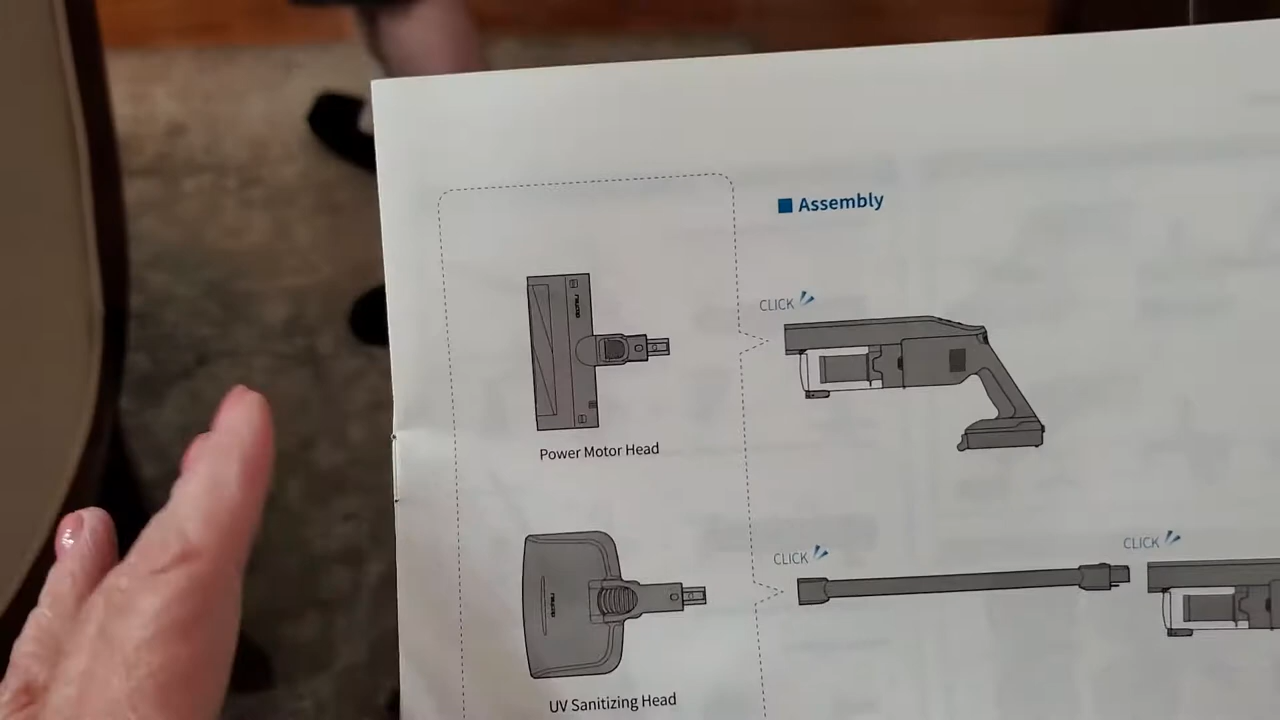 Assembly
CLICK
Power Motor Head
CLICK
CLICK
UV Sanitizing Head